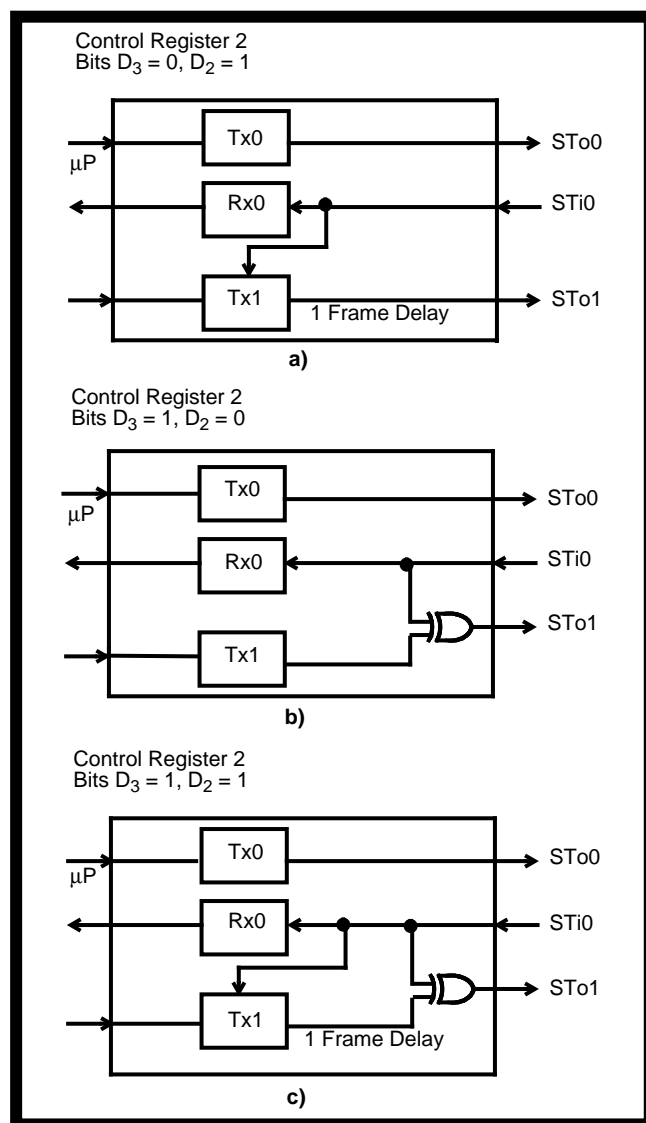 Control Register 2
Bits D3 = 0, D2 = 1
Tx0
STo0
μP
Rx0
STi0
Tx1
1 Frame Delay
STo1
a)
Control Register 2
Bits D3 = 1, D2 = 0
Tx0
STo0
μP
Rx0
STi0
STo1
Tx1
b)
Control Register 2
Bits D3 = 1, D2 = 1
Tx0
STo0
μP
Rx0
STi0
STo1
Tx1
1 Frame Delay
c)